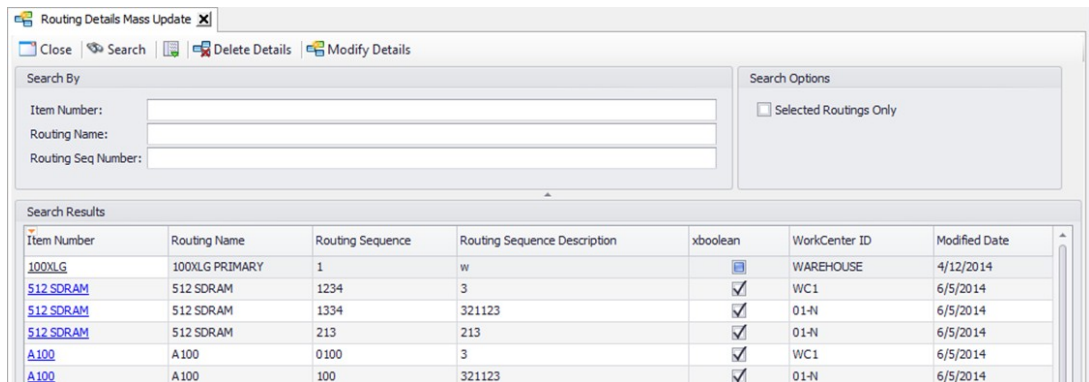 Routing Details Mass Update X
Close Search Delete Details Modify Details
Search By Search Options
Item Number: Selected Routings Only
Routing Name:
Routing Seq Number:
Search Results
Item Number Routing Name Routing Sequence Routing Sequence Description xboolean WorkCenter ID Modified Date
100XLG 100XLG PRIMARY 1 w WAREHOUSE 4/12/2014
512 SDRAM 512 SDRAM 1234 3 WC1 6/5/2014
512 SDRAM 512 SDRAM 1334 321123 01-N 6/5/2014
512 SDRAM 512 SDRAM 213 213 01-N 6/5/2014
A100 A100 0100 3 WC1 6/5/2014
A100 A100 100 321123 01-N 6/5/2014